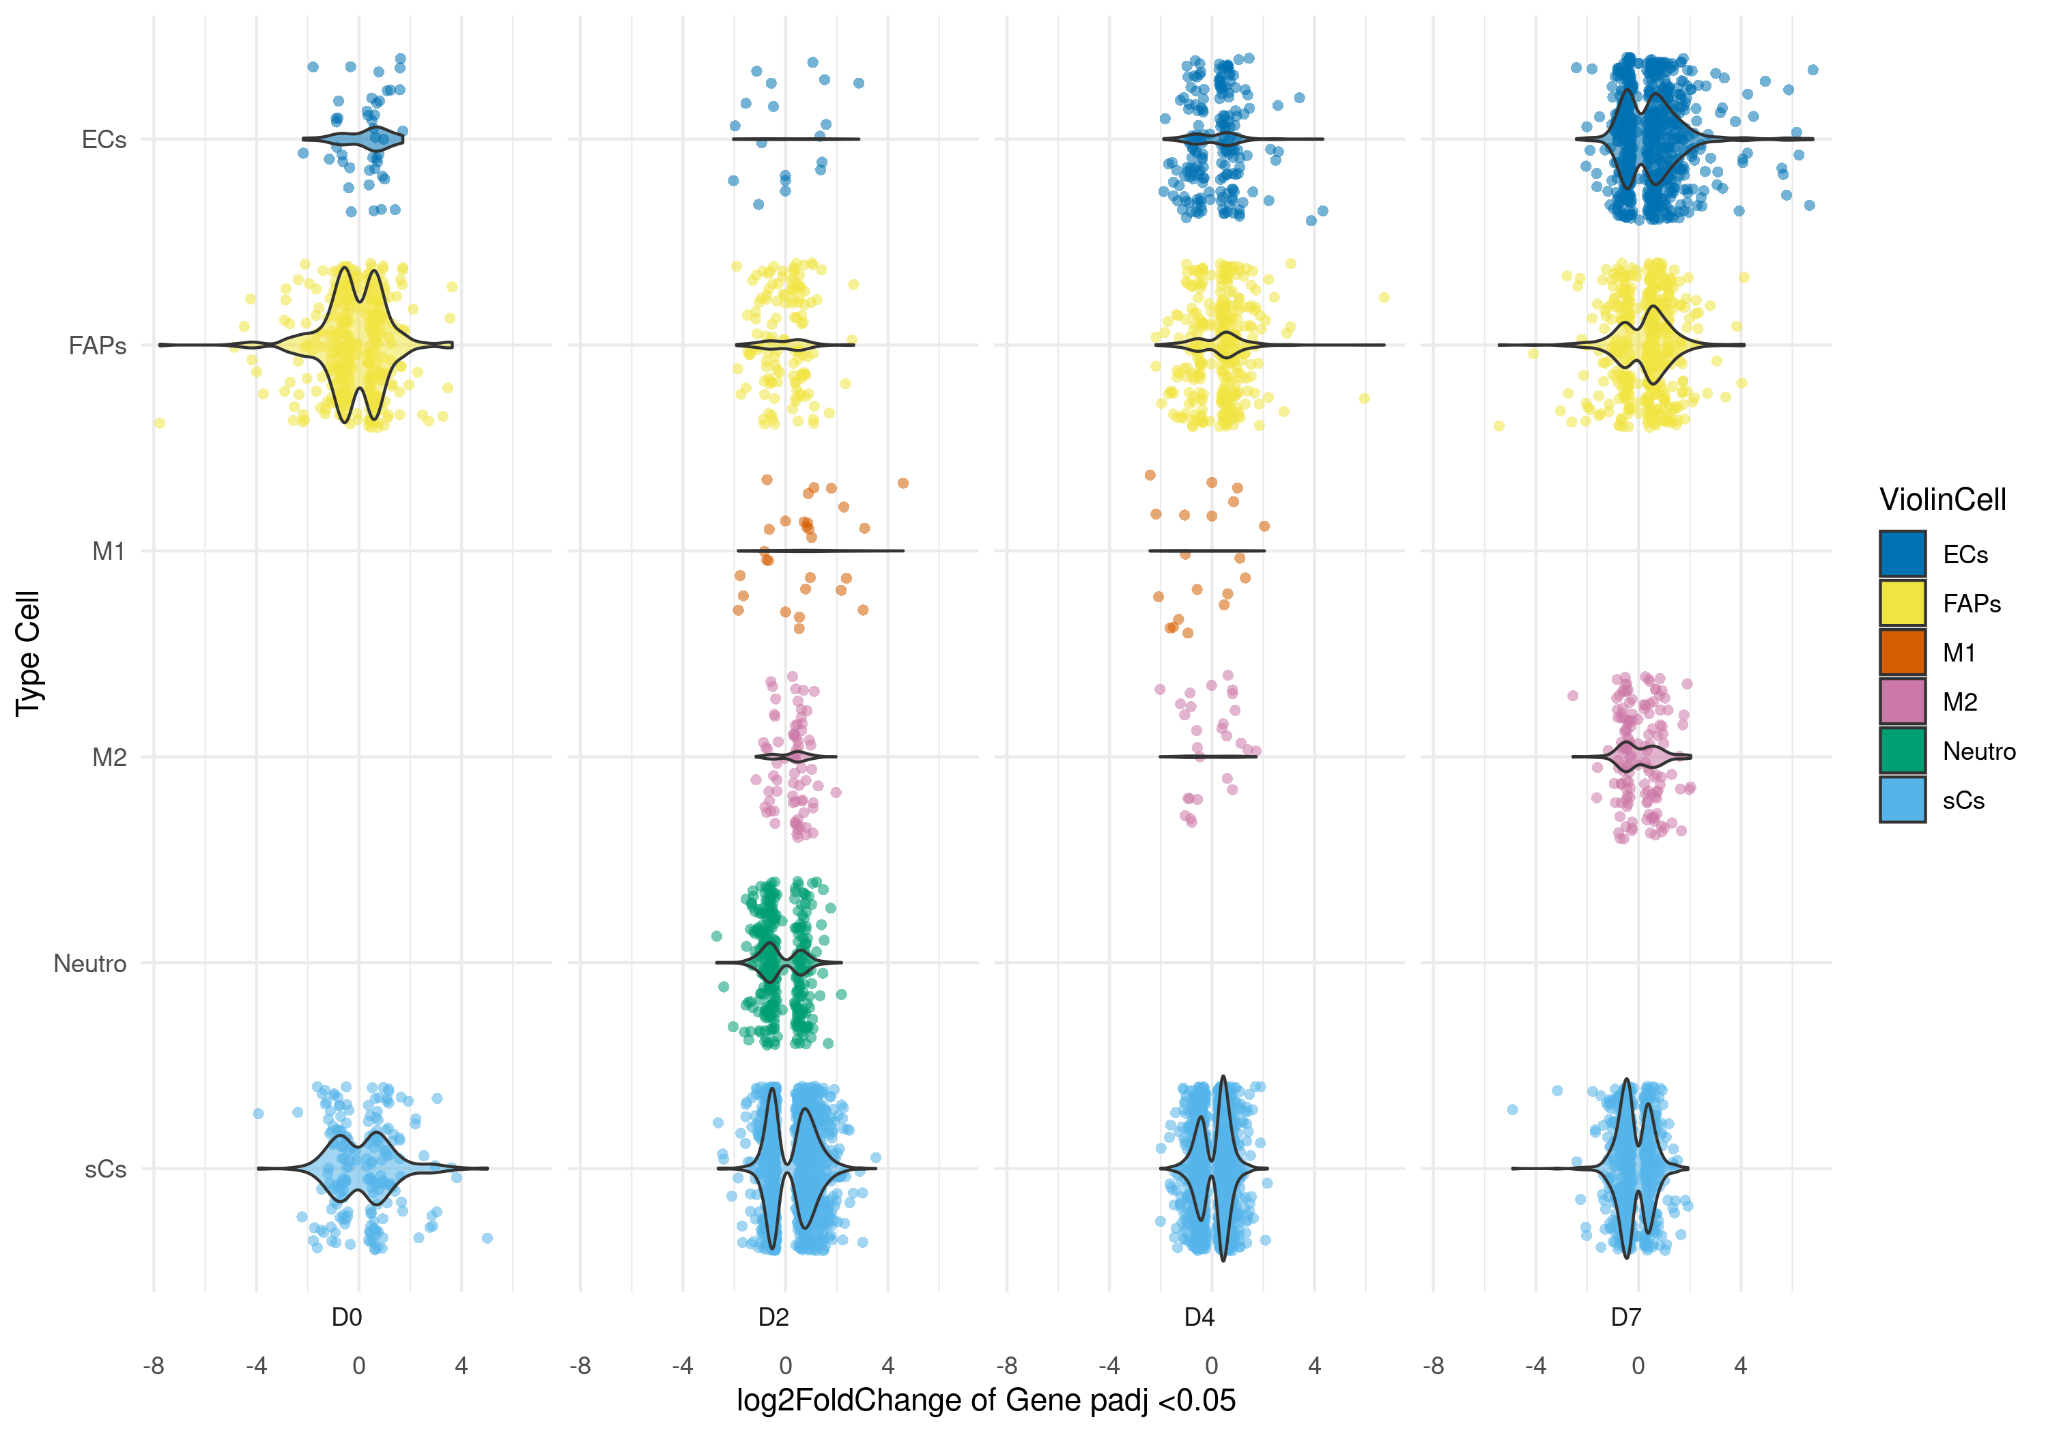 ECs
FAPs
M1
M2
Neutro
sCs
Type Cell
D0
D2
D4
D7
-8 -4 0 4
-8 -4 0 4
-8 -4 0 4
-8 -4 0 4
log2FoldChange of Gene padj <0.05
ViolinCell
ECs
FAPs
M1
M2
Neutro
sCs